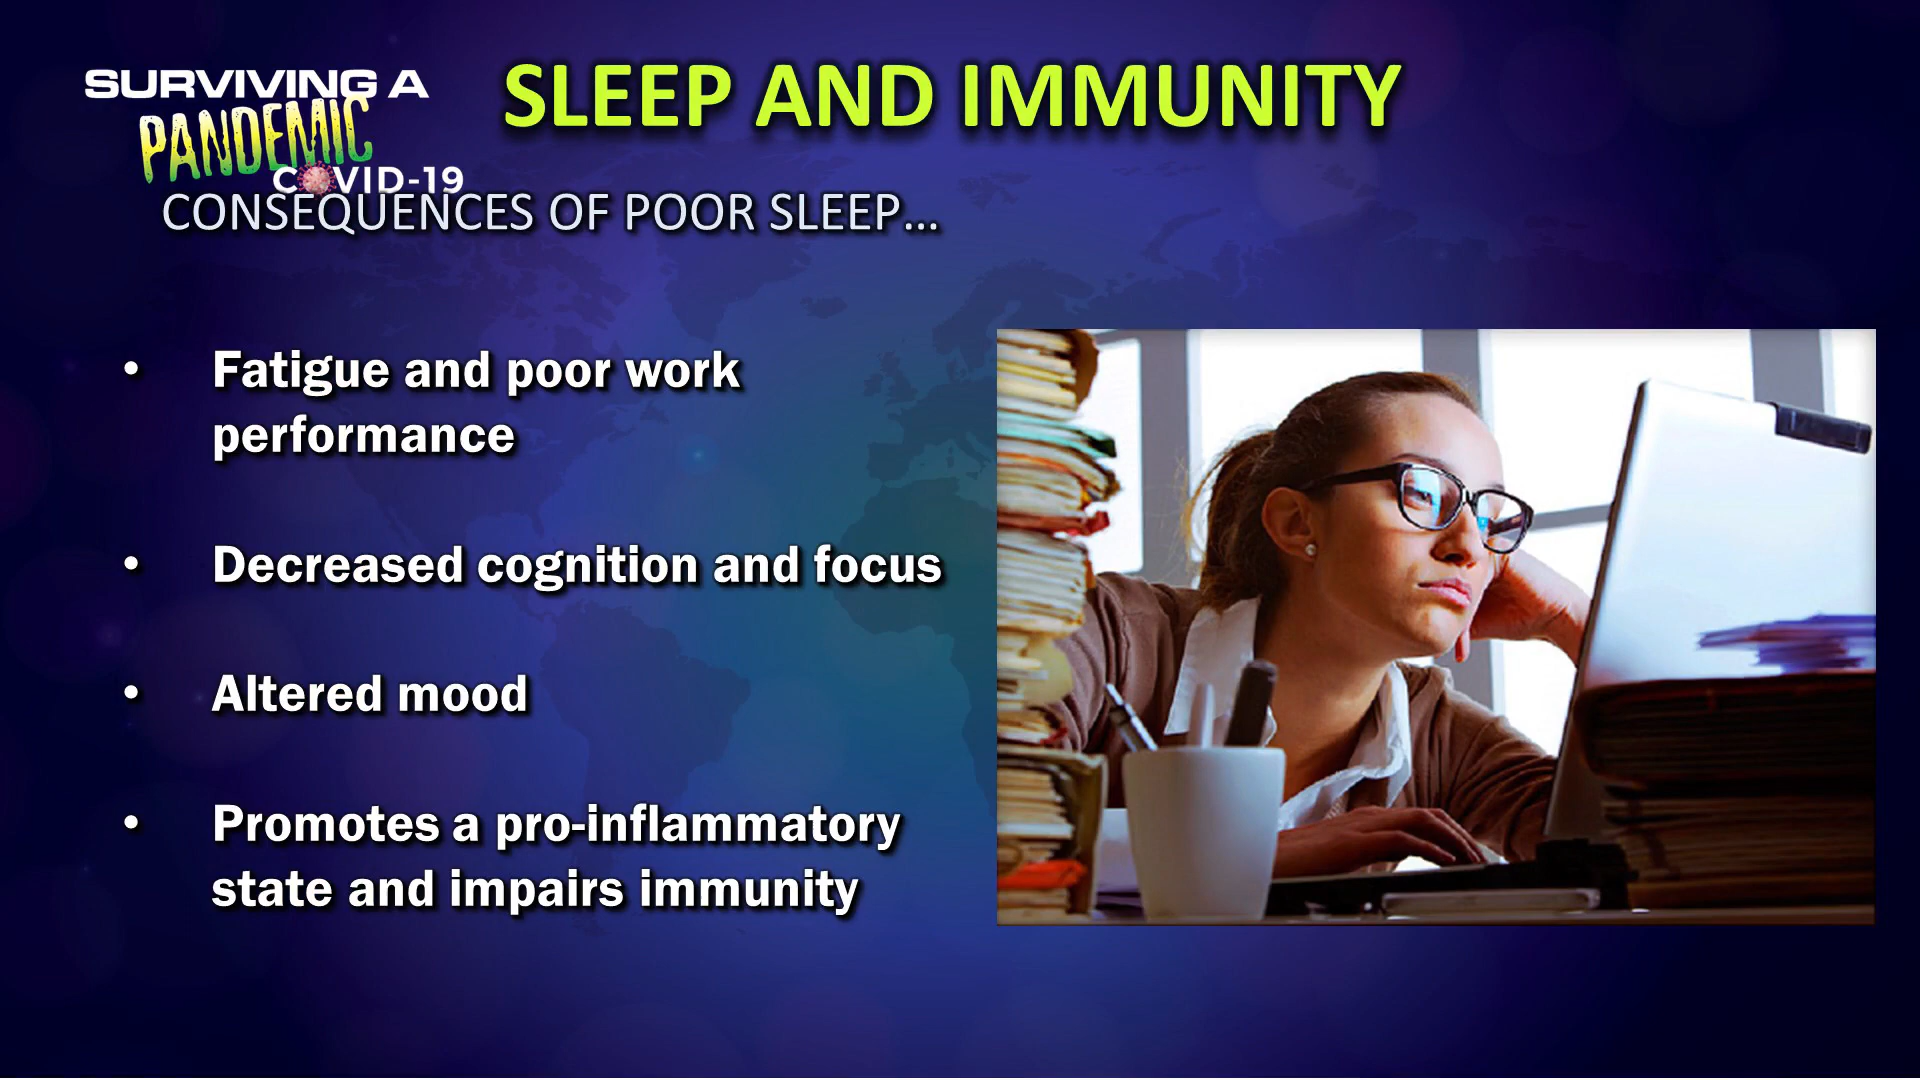 SURVIVING A
PANDEMIC
COVID-19
SLEEP AND IMMUNITY
CONSEQUENCES OF POOR SLEEP...
• Fatigue and poor work
performance
• Decreased cognition and focus
• Altered mood
• Promotes a pro-inflammatory
state and impairs immunity